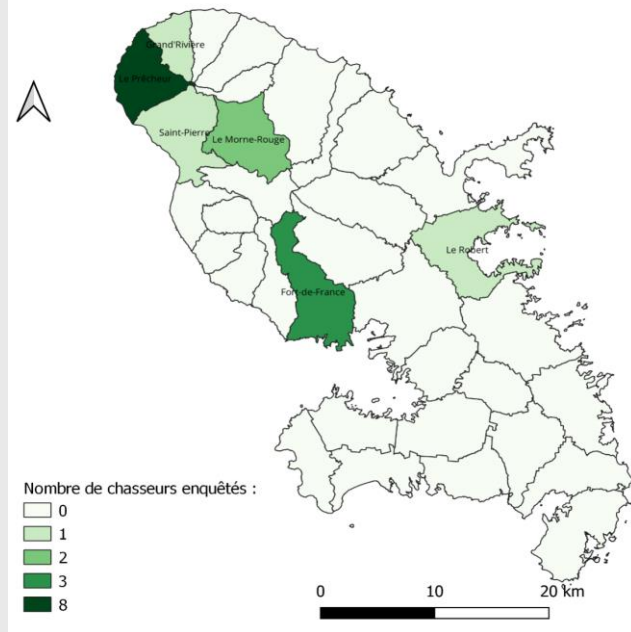 Grand'Rivière
Le Prêcheur
Saint-Pierre
Le Morne-Rouge
Le Robert
Fort-de-France
Nombre de chasseurs enquêtés :
0
1
2
3
8
0 10 20 km